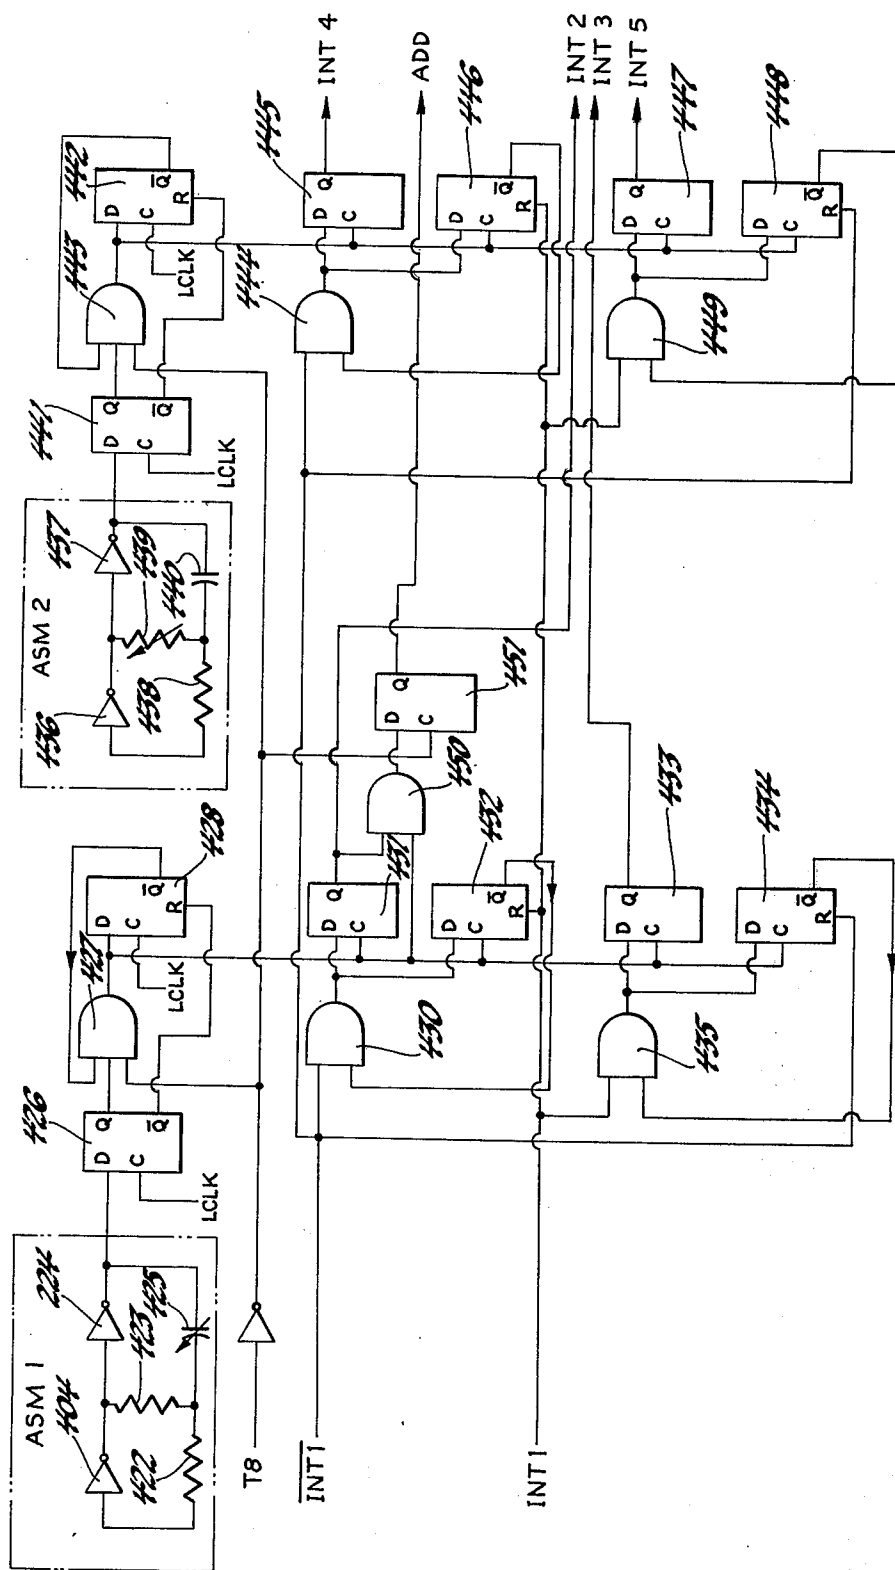 ASM 1
404
424
423
425
422
426
D
Q
C
Q̅
LCLK
427
428
D
C
Q̅
R
LCLK
ASM 2
436
437
438
439
440
441
D
Q
C
Q̅
LCLK
443
442
D
C
Q̅
R
LCLK
T8
I̅N̅T̅1̅
430
431
D
Q
C
432
D
C
Q̅
R
450
451
D
Q
C
444
445
D
Q
C
INT 4
ADD
446
D
C
Q̅
R
INT1
435
433
D
Q
C
434
D
C
Q̅
R
INT 2
INT 3
INT 5
449
447
D
Q
C
448
D
C
Q̅
R